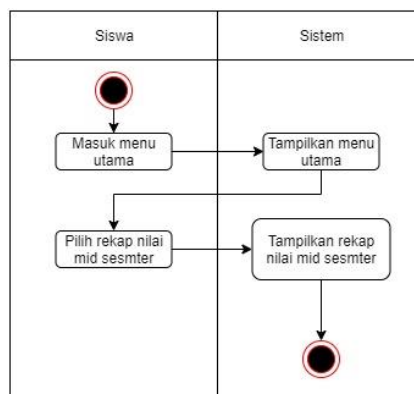 Siswa
Sistem
Masuk menu
utama
Tampilkan menu
utama
Pilih rekap nilai
mid sesmter
Tampilkan rekap
nilai mid sesmter